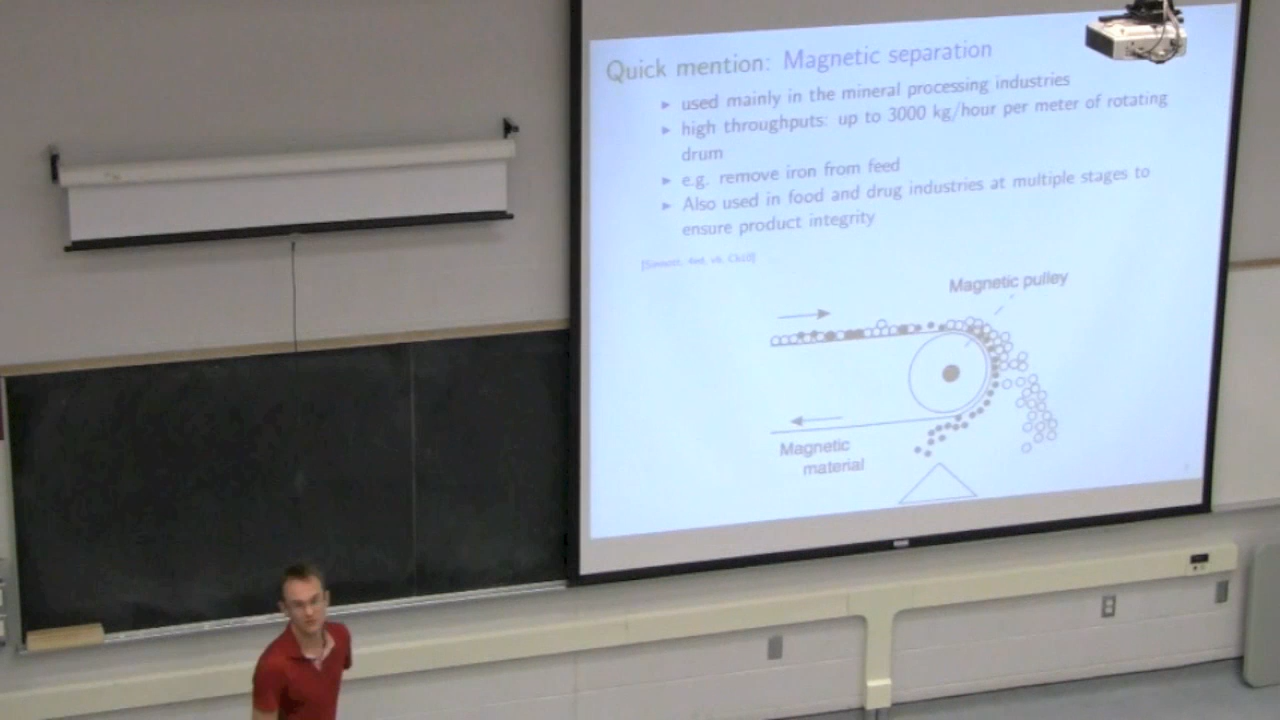 Quick mention: Magnetic separation
► used mainly in the mineral processing industries
► high throughputs: up to 3000 kg/hour per meter of rotating
drum
► e.g. remove iron from feed
► Also used in food and drug industries at multiple stages to
ensure product integrity
Magnetic pulley
Magnetic
material